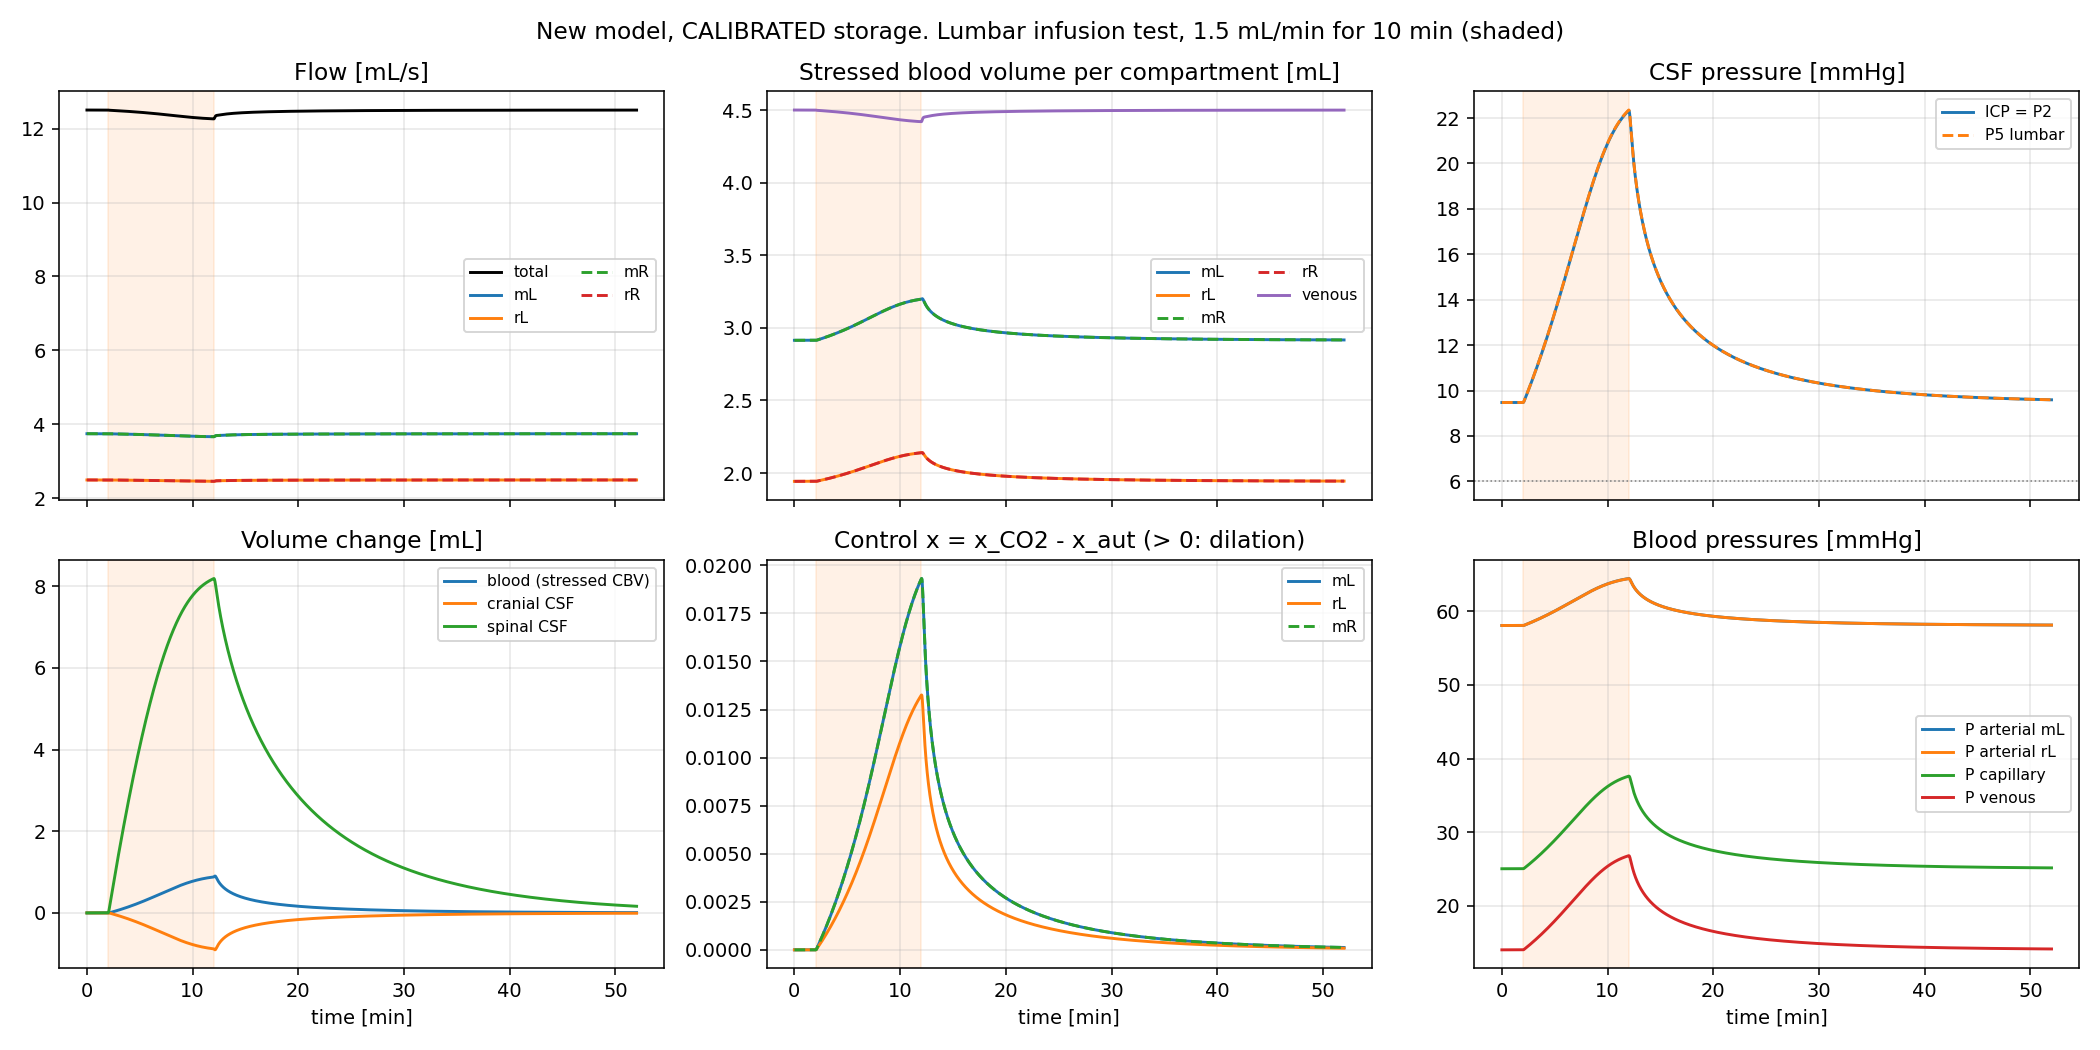 New model, CALIBRATED storage. Lumbar infusion test, 1.5 mL/min for 10 min (shaded)
Flow [mL/s]
12
10
8
6
4
2
total
mL
rL
mR
rR
Stressed blood volume per compartment [mL]
4.5
4.0
3.5
3.0
2.5
2.0
mL
rL
mR
rR
venous
CSF pressure [mmHg]
22
20
18
16
14
12
10
8
6
ICP = P2
P5 lumbar
Volume change [mL]
8
6
4
2
0
blood (stressed CBV)
cranial CSF
spinal CSF
0 10 20 30 40 50
time [min]
Control x = x_CO2 - x_aut (> 0: dilation)
0.0200
0.0175
0.0150
0.0125
0.0100
0.0075
0.0050
0.0025
0.0000
mL
rL
mR
0 10 20 30 40 50
time [min]
Blood pressures [mmHg]
60
50
40
30
20
P arterial mL
P arterial rL
P capillary
P venous
0 10 20 30 40 50
time [min]